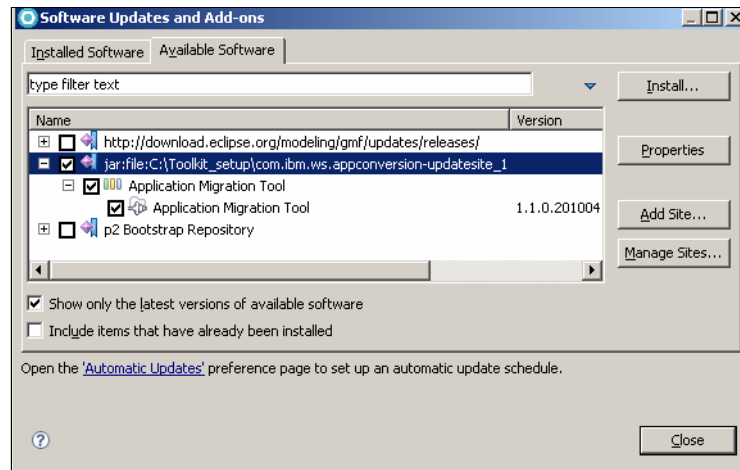 Software Updates and Add-ons
Installed Software Available Software
type filter text
Install...
Name Version
http://download.eclipse.org/modeling/gmf/updates/releases/
Properties
jar:file:C:\Toolkit_setup\com.ibm.ws.appconversion-updatesite_1
Application Migration Tool
Application Migration Tool 1.1.0.201004
Add Site...
p2 Bootstrap Repository
Manage Sites...
Show only the latest versions of available software
Include items that have already been installed
Open the 'Automatic Updates' preference page to set up an automatic update schedule.
?
Close